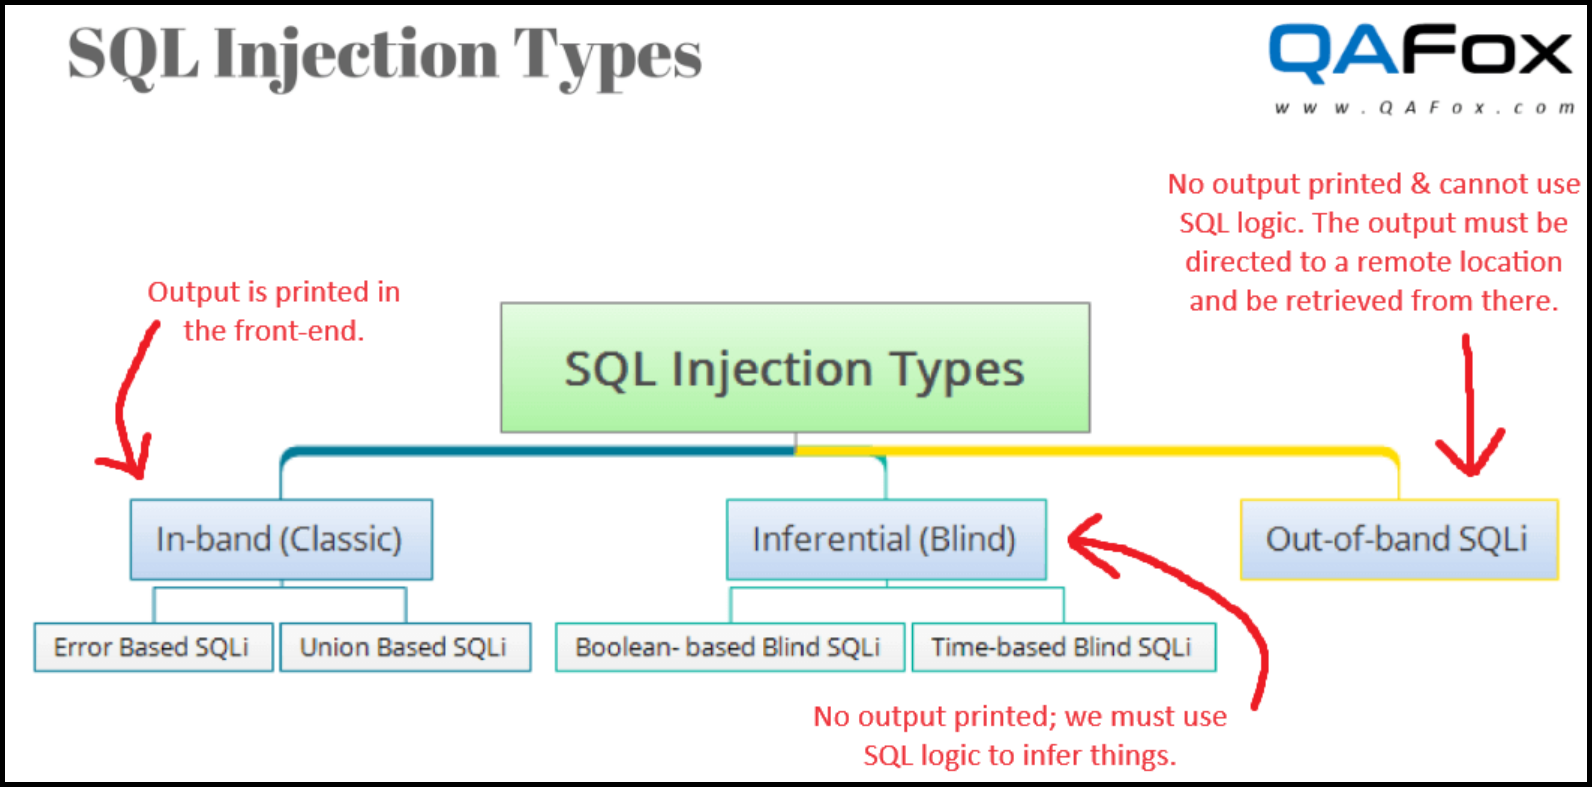 SQL Injection Types
QAFox
www.QAFox.com
No output printed & cannot use
SQL logic. The output must be
directed to a remote location
and be retrieved from there.
Output is printed in
the front-end.
SQL Injection Types
In-band (Classic)
Inferential (Blind)
Out-of-band SQLi
Error Based SQLi
Union Based SQLi
Boolean- based Blind SQLi
Time-based Blind SQLi
No output printed; we must use
SQL logic to infer things.